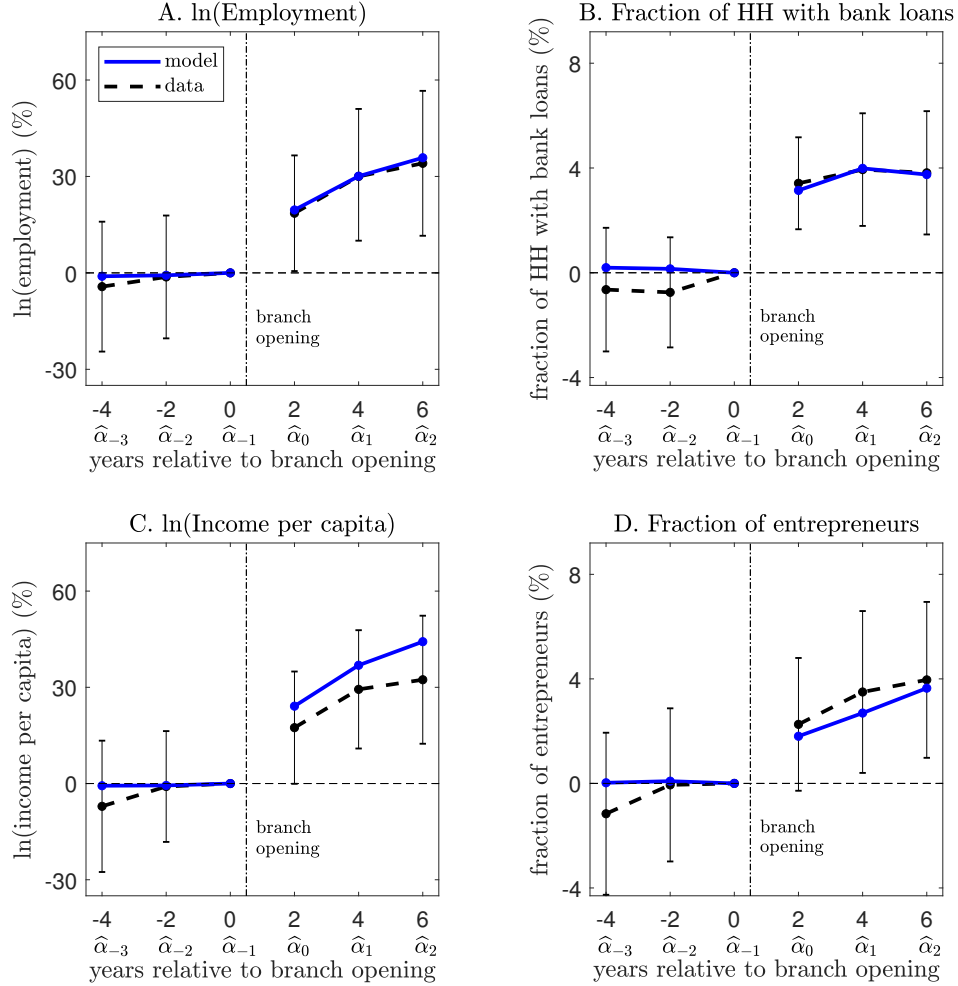 A. ln(Employment)
ln(employment) (%)
60
30
0
-30
model
data
branch
opening
-4 -2 0 2 4 6
α̂₋₃ α̂₋₂ α̂₋₁ α̂₀ α̂₁ α̂₂
years relative to branch opening
B. Fraction of HH with bank loans
fraction of HH with bank loans (%)
8
4
0
-4
branch
opening
-4 -2 0 2 4 6
α̂₋₃ α̂₋₂ α̂₋₁ α̂₀ α̂₁ α̂₂
years relative to branch opening
C. ln(Income per capita)
ln(income per capita) (%)
60
30
0
-30
branch
opening
-4 -2 0 2 4 6
α̂₋₃ α̂₋₂ α̂₋₁ α̂₀ α̂₁ α̂₂
years relative to branch opening
D. Fraction of entrepreneurs
fraction of entrepreneurs (%)
8
4
0
-4
branch
opening
-4 -2 0 2 4 6
α̂₋₃ α̂₋₂ α̂₋₁ α̂₀ α̂₁ α̂₂
years relative to branch opening